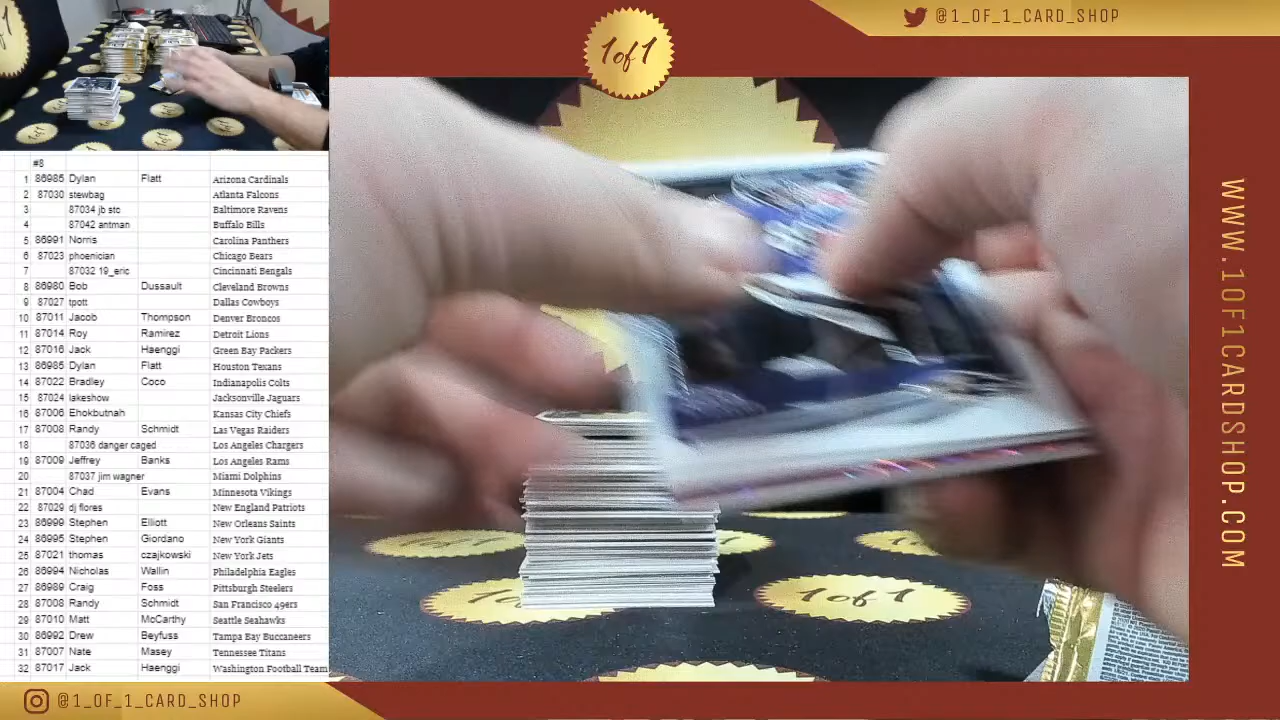 1of1
@1_OF_1_CARD_SHOP
#8
1 86985 Dylan Flatt Arizona Cardinals
2 87030 stewbag Atlanta Falcons
3 87034 jb stc Baltimore Ravens
4 87042 antman Buffalo Bills
5 86991 Norris Carolina Panthers
6 87023 phoenician Chicago Bears
7 87032 19_eric Cincinnati Bengals
8 86980 Bob Dussault Cleveland Browns
9 87027 tpott Dallas Cowboys
10 87011 Jacob Thompson Denver Broncos
11 87014 Roy Ramirez Detroit Lions
12 87016 Jack Haenggi Green Bay Packers
13 86985 Dylan Flatt Houston Texans
14 87022 Bradley Coco Indianapolis Colts
15 87024 lakeshow Jacksonville Jaguars
16 87006 Ehokbutnah Kansas City Chiefs
17 87008 Randy Schmidt Las Vegas Raiders
18 87036 danger caged Los Angeles Chargers
19 87009 Jeffrey Banks Los Angeles Rams
20 87037 jim wagner Miami Dolphins
21 87004 Chad Evans Minnesota Vikings
22 87029 dj flores New England Patriots
23 86999 Stephen Elliott New Orleans Saints
24 86995 Stephen Giordano New York Giants
25 87021 thomas czajkowski New York Jets
26 86994 Nicholas Wallin Philadelphia Eagles
27 86989 Craig Foss Pittsburgh Steelers
28 87008 Randy Schmidt San Francisco 49ers
29 87010 Matt McCarthy Seattle Seahawks
30 86992 Drew Beyfuss Tampa Bay Buccaneers
31 87007 Nate Masey Tennessee Titans
32 87017 Jack Haenggi Washington Football Team
WWW.1OF1CARDSHOP.COM
1of1
1of1
@1_OF_1_CARD_SHOP